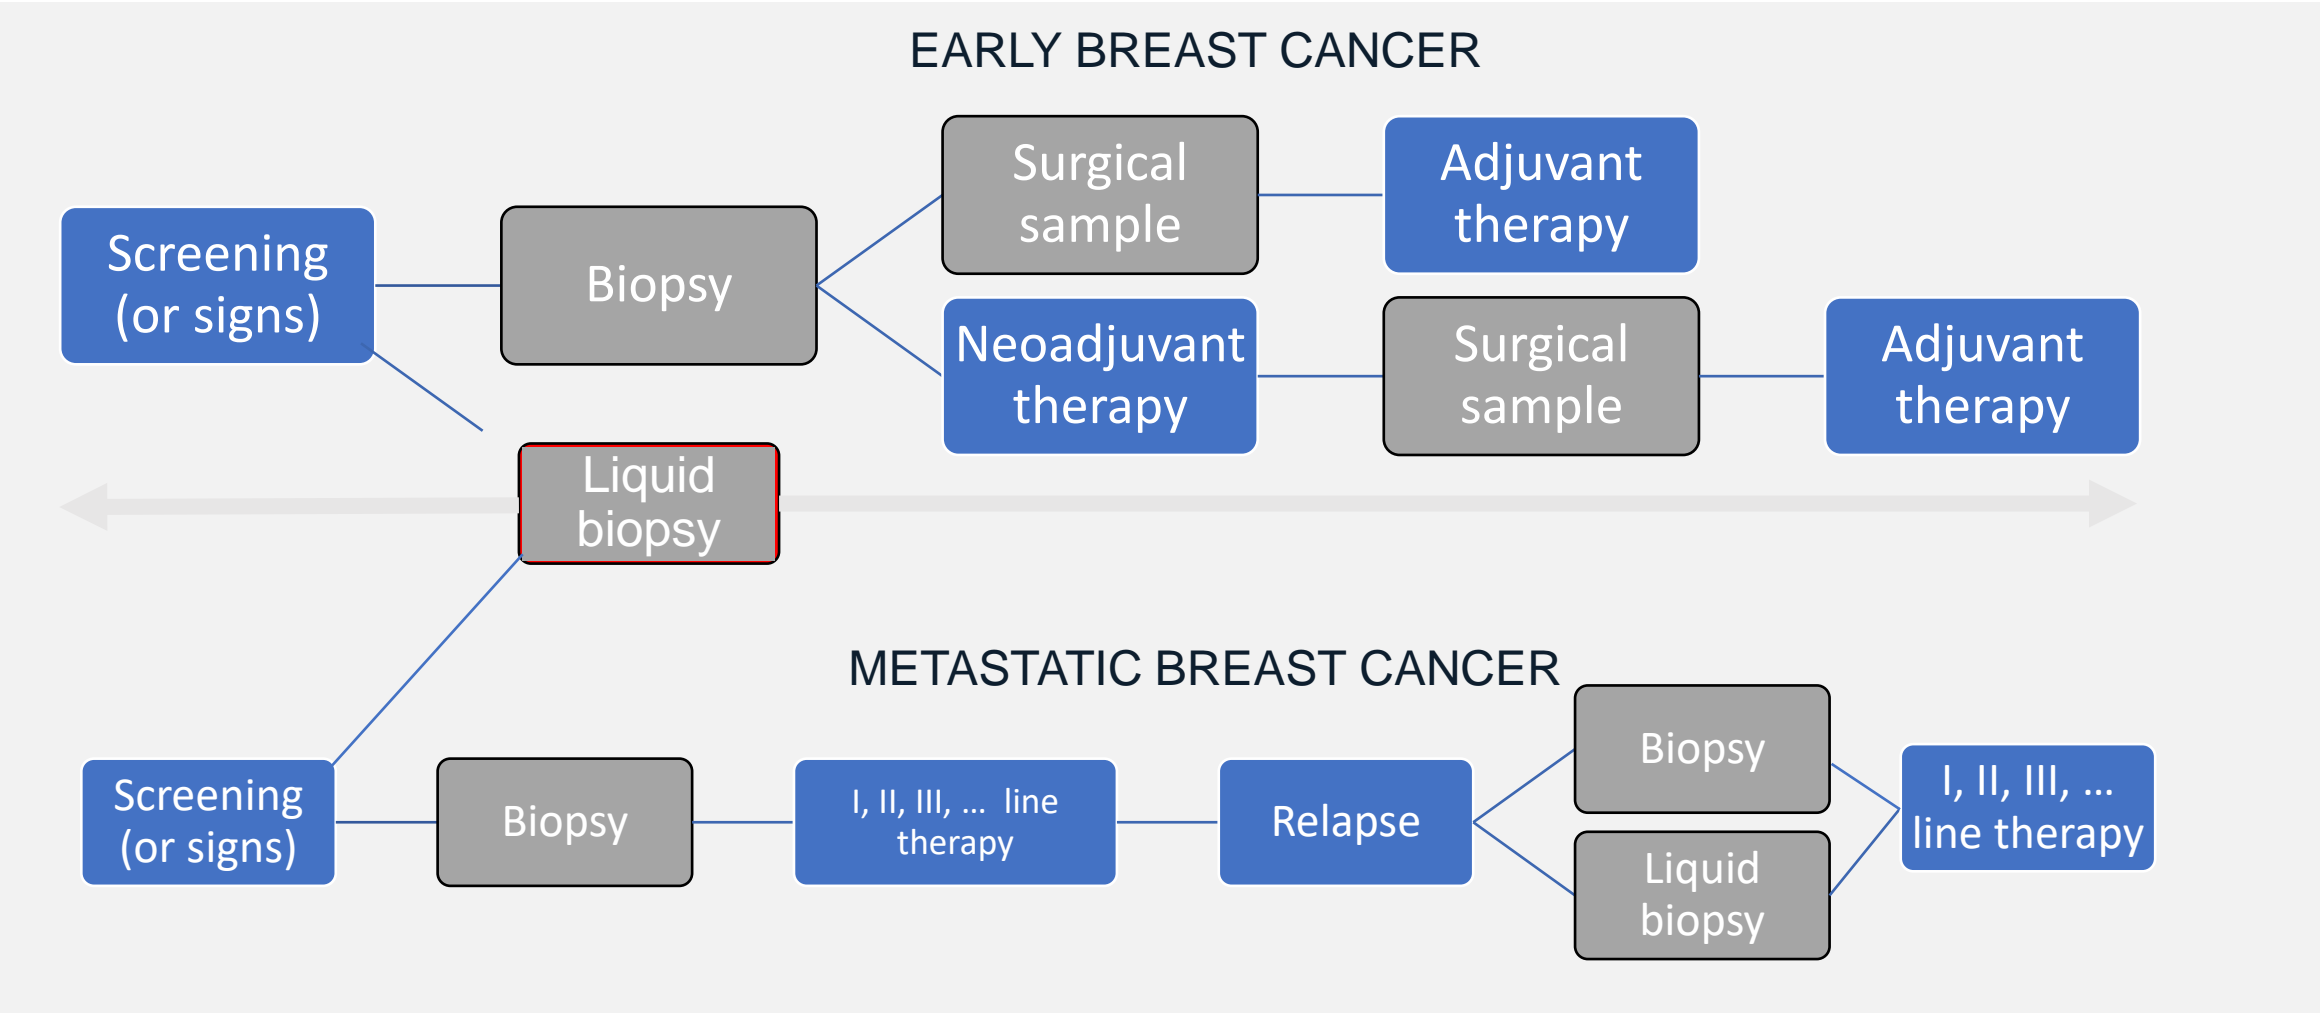 EARLY BREAST CANCER
Screening
(or signs)
Biopsy
Surgical
sample
Adjuvant
therapy
Neoadjuvant
therapy
Surgical
sample
Adjuvant
therapy
Liquid
biopsy
METASTATIC BREAST CANCER
Screening
(or signs)
Biopsy
I, II, III, … line
therapy
Relapse
Biopsy
Liquid
biopsy
I, II, III, …
line therapy